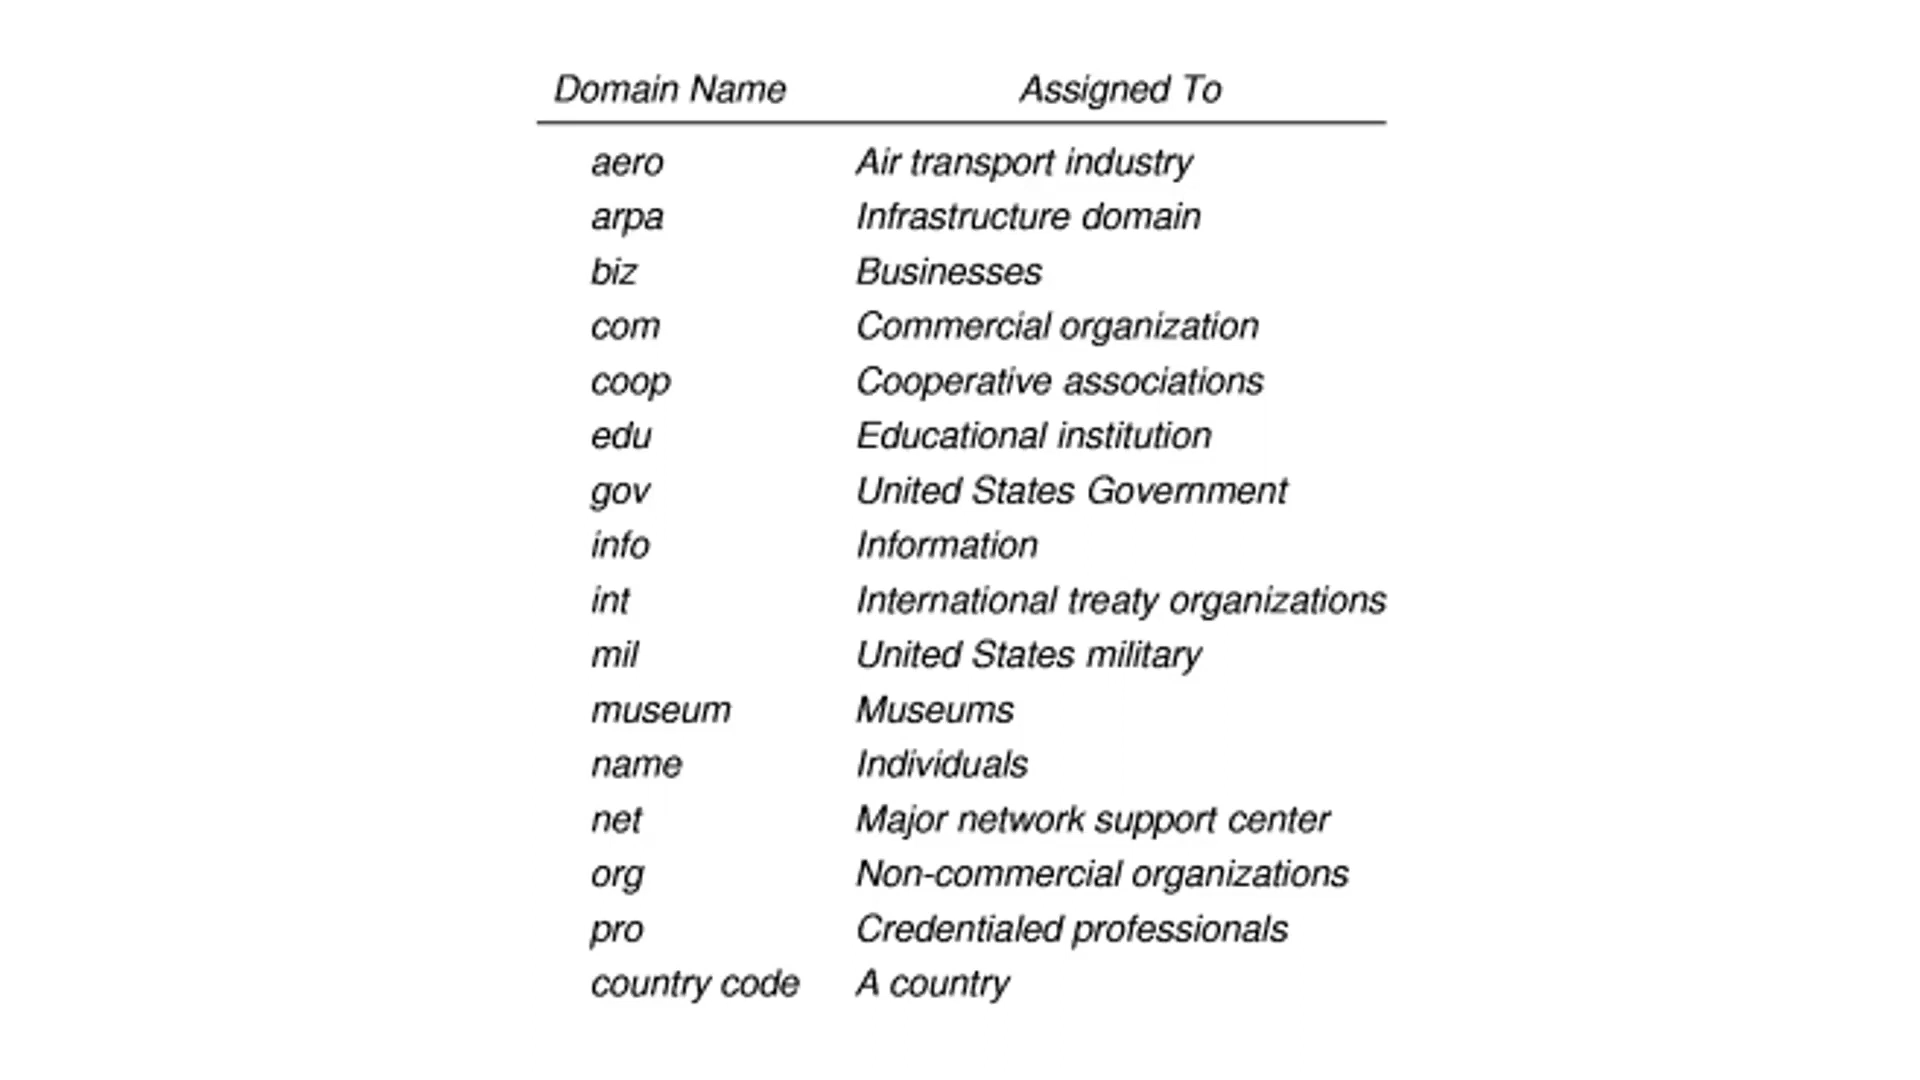 Domain Name Assigned To
aero Air transport industry
arpa Infrastructure domain
biz Businesses
com Commercial organization
coop Cooperative associations
edu Educational institution
gov United States Government
info Information
int International treaty organizations
mil United States military
museum Museums
name Individuals
net Major network support center
org Non-commercial organizations
pro Credentialed professionals
country code A country